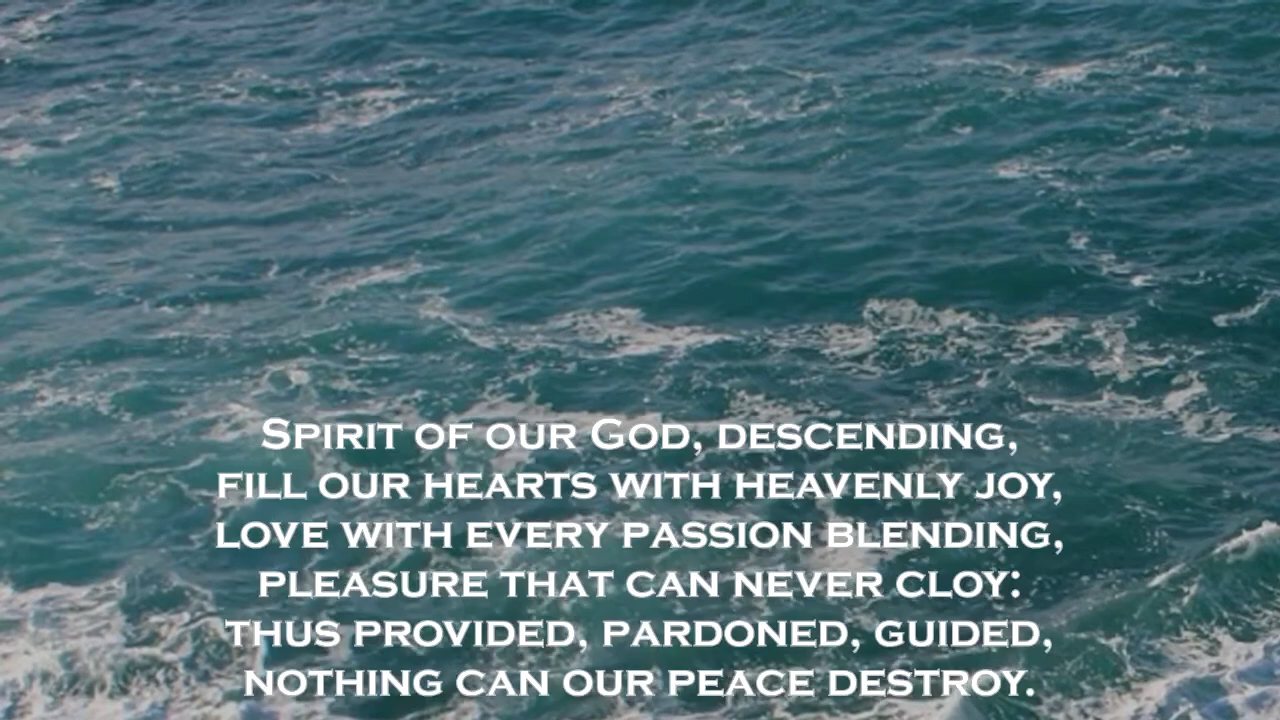 Spirit of our God, descending,
fill our hearts with heavenly joy,
love with every passion blending,
pleasure that can never cloy:
thus provided, pardoned, guided,
nothing can our peace destroy.